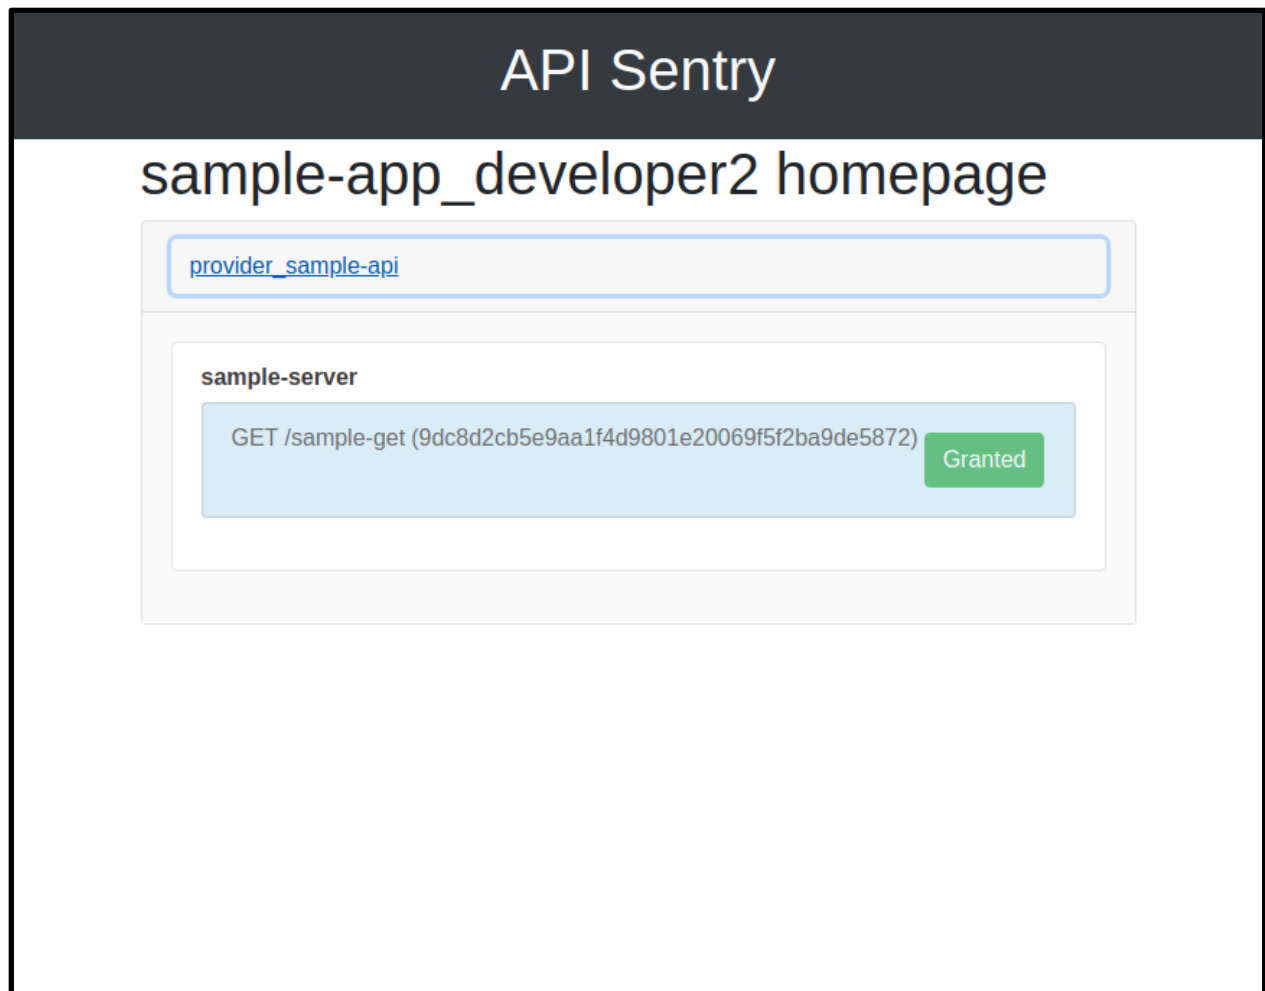 API Sentry
sample-app_developer2 homepage
provider_sample-api
sample-server
GET /sample-get (9dc8d2cb5e9aa1f4d9801e20069f5f2ba9de5872)
Granted